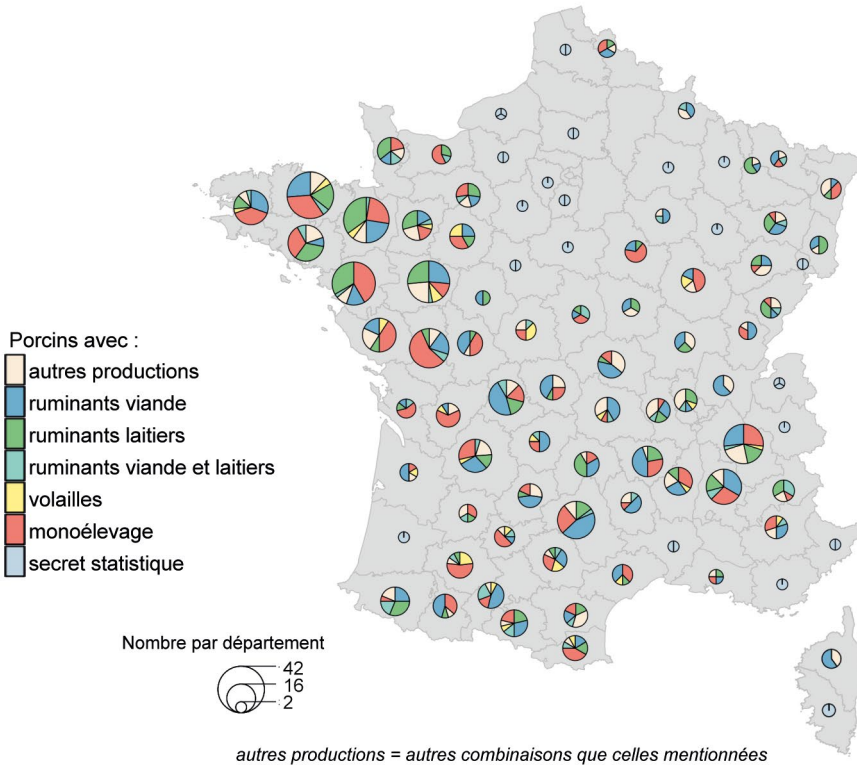 Porcins avec :
autres productions
ruminants viande
ruminants laitiers
ruminants viande et laitiers
volailles
monoélevage
secret statistique
Nombre par département
42
16
2
autres productions = autres combinaisons que celles mentionnées